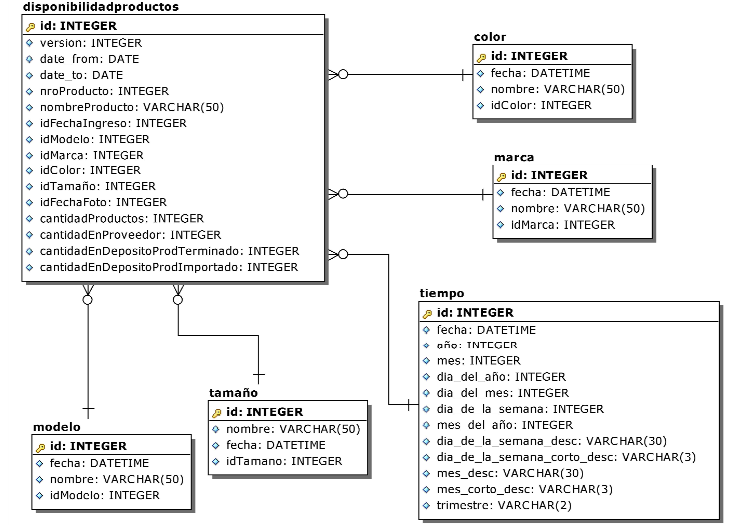 disponibilidadproductos
id: INTEGER
version: INTEGER
date_from: DATE
date_to: DATE
nroProducto: INTEGER
nombreProducto: VARCHAR(50)
idFechaIngreso: INTEGER
idModelo: INTEGER
idMarca: INTEGER
idColor: INTEGER
idTamaño: INTEGER
idFechaFoto: INTEGER
cantidadProductos: INTEGER
cantidadEnProveedor: INTEGER
cantidadEnDepositoProdTerminado: INTEGER
cantidadEnDepositoProdImportado: INTEGER
color
id: INTEGER
fecha: DATETIME
nombre: VARCHAR(50)
idColor: INTEGER
marca
id: INTEGER
fecha: DATETIME
nombre: VARCHAR(50)
idMarca: INTEGER
tiempo
id: INTEGER
fecha: DATETIME
año: INTEGER
mes: INTEGER
dia_del_año: INTEGER
dia_del_mes: INTEGER
dia_de_la_semana: INTEGER
mes_del_año: INTEGER
dia_de_la_semana_desc: VARCHAR(30)
dia_de_la_semana_corto_desc: VARCHAR(3)
mes_desc: VARCHAR(30)
mes_corto_desc: VARCHAR(3)
trimestre: VARCHAR(2)
tamaño
id: INTEGER
nombre: VARCHAR(50)
fecha: DATETIME
idTamano: INTEGER
modelo
id: INTEGER
fecha: DATETIME
nombre: VARCHAR(50)
idModelo: INTEGER